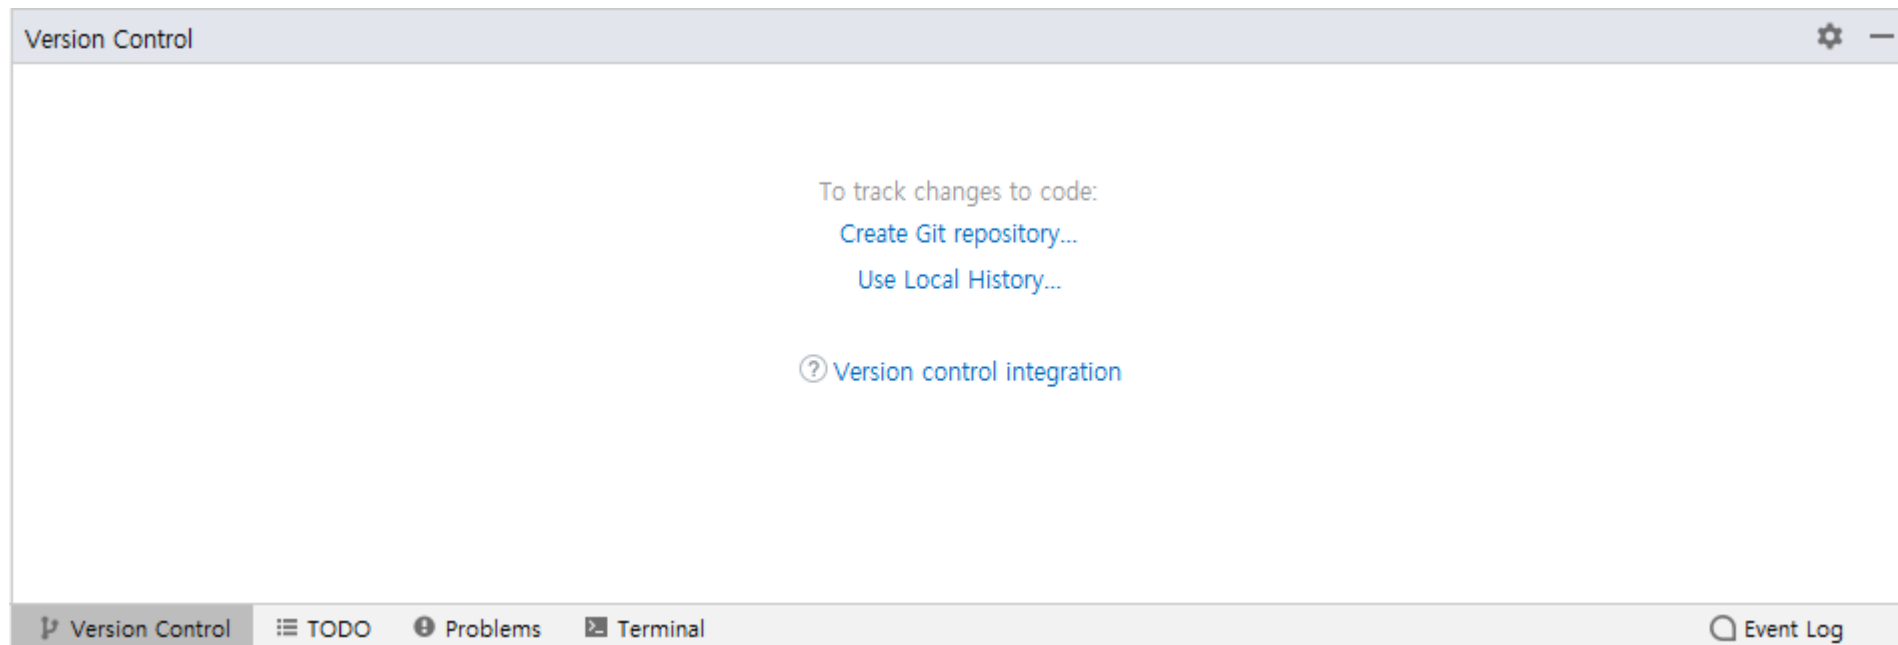 Version Control
To track changes to code:
Create Git repository...
Use Local History...
Version control integration
Version Control TODO Problems Terminal Event Log